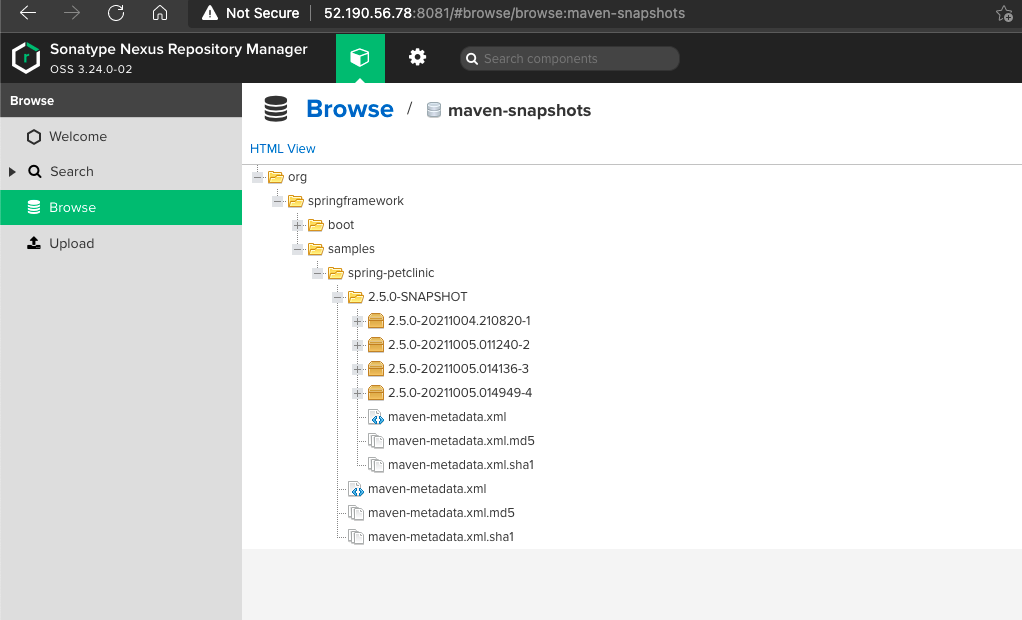 Not Secure 52.190.56.78:8081/#browse/browse:maven-snapshots
Sonatype Nexus Repository Manager
OSS 3.24.0-02
Search components
Browse
Welcome
Search
Browse
Upload
Browse / maven-snapshots
HTML View
org
springframework
boot
samples
spring-petclinic
2.5.0-SNAPSHOT
2.5.0-20211004.210820-1
2.5.0-20211005.011240-2
2.5.0-20211005.014136-3
2.5.0-20211005.014949-4
maven-metadata.xml
maven-metadata.xml.md5
maven-metadata.xml.sha1
maven-metadata.xml
maven-metadata.xml.md5
maven-metadata.xml.sha1